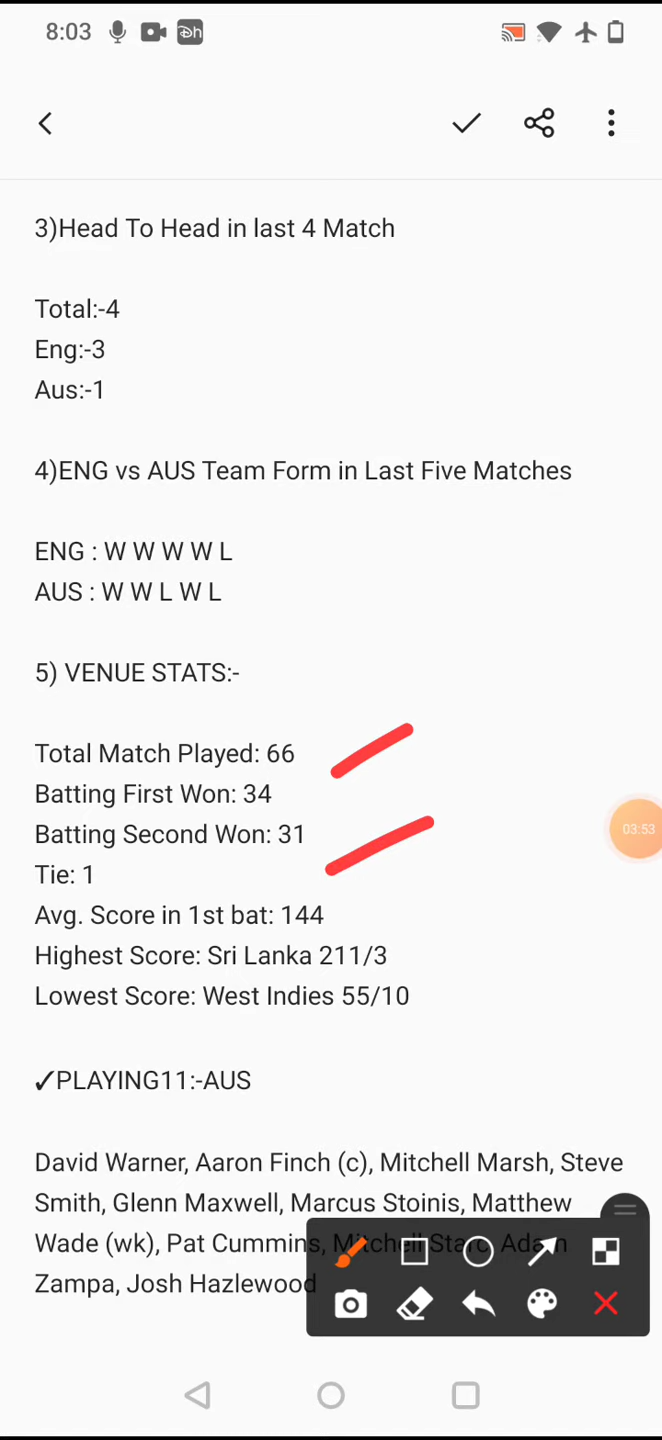 8:03
3)Head To Head in last 4 Match
Total:-4
Eng:-3
Aus:-1
4)ENG vs AUS Team Form in Last Five Matches
ENG : W W W W L
AUS : W W L W L
5) VENUE STATS:-
Total Match Played: 66
Batting First Won: 34
Batting Second Won: 31
03:53
Tie: 1
Avg. Score in 1st bat: 144
Highest Score: Sri Lanka 211/3
Lowest Score: West Indies 55/10
✓PLAYING11:-AUS
David Warner, Aaron Finch (c), Mitchell Marsh, Steve
Smith, Glenn Maxwell, Marcus Stoinis, Matthew
Wade (wk), Pat Cummins, Mitchell Starc, Adam
Zampa, Josh Hazlewood